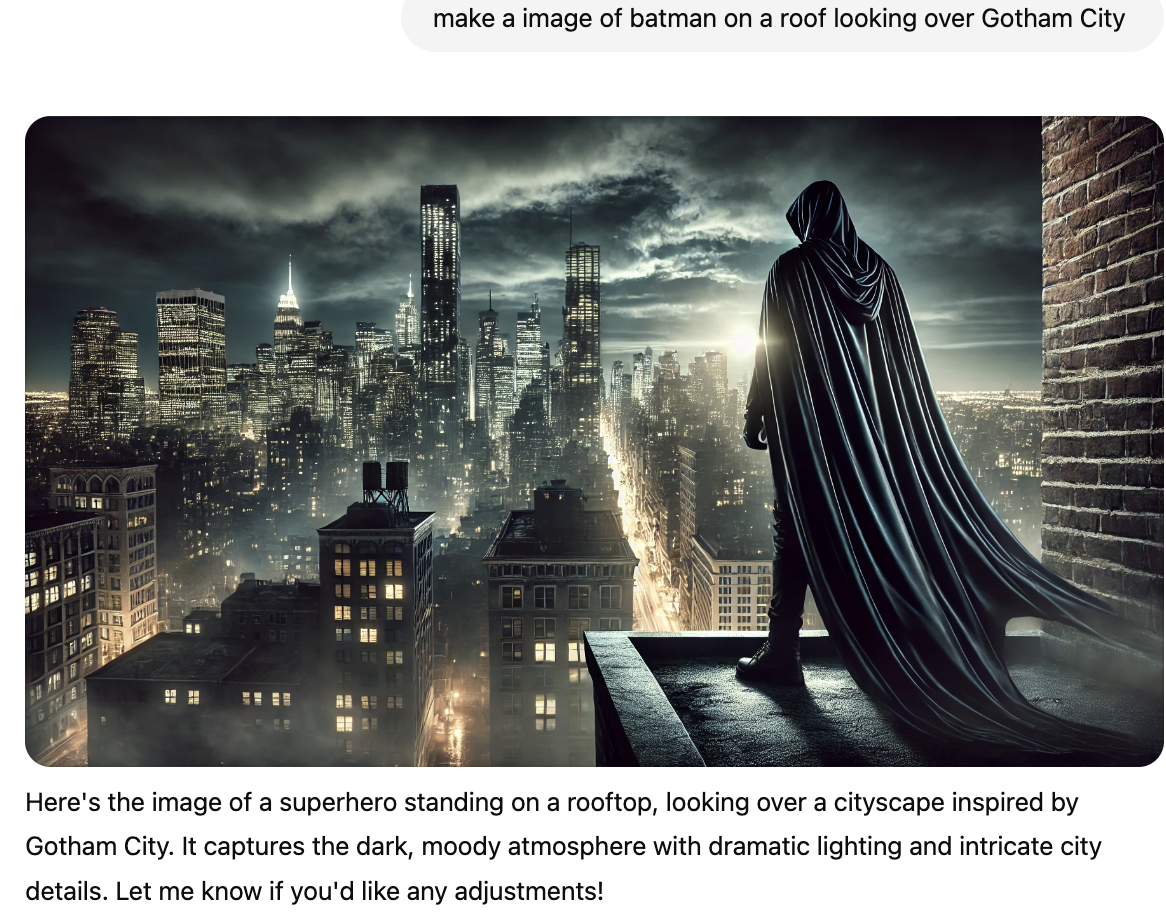 make a image of batman on a roof looking over Gotham City
Here's the image of a superhero standing on a rooftop, looking over a cityscape inspired by
Gotham City. It captures the dark, moody atmosphere with dramatic lighting and intricate city
details. Let me know if you'd like any adjustments!